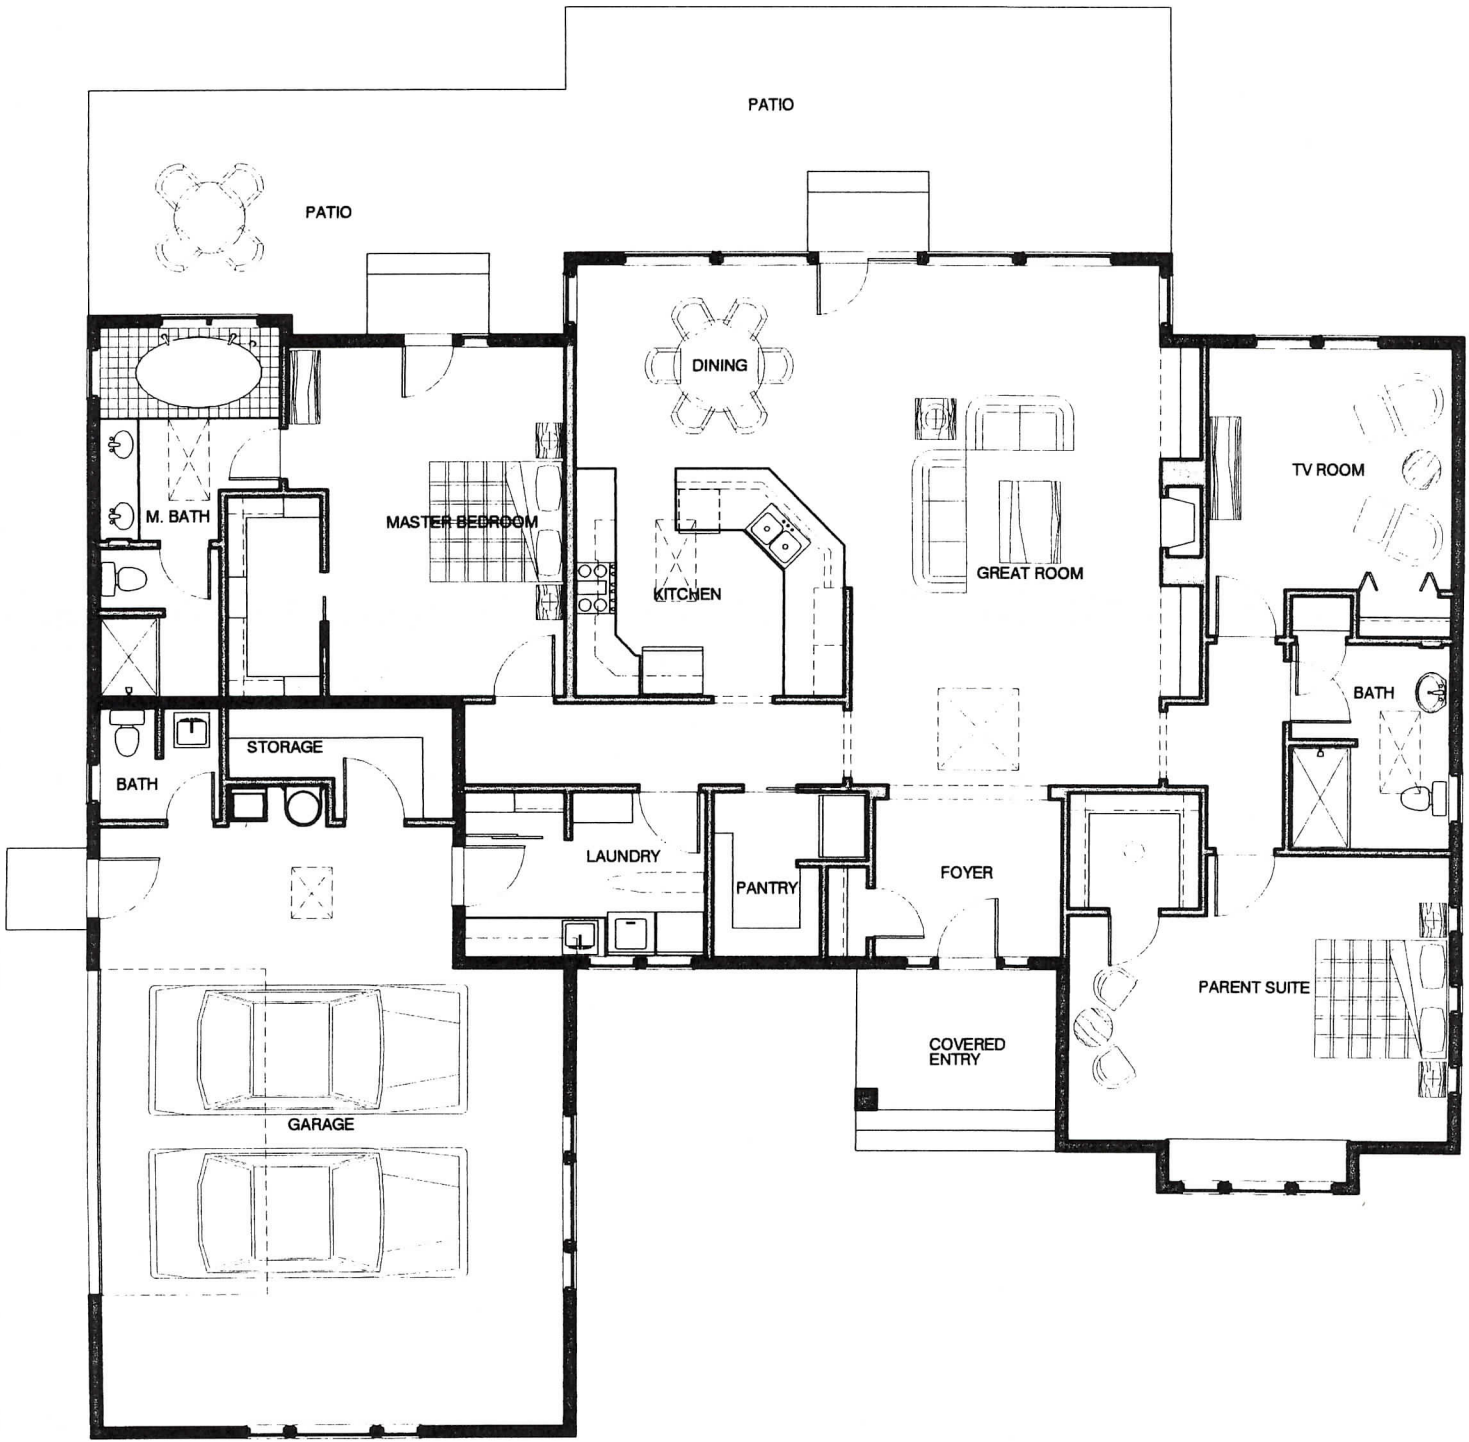 PATIO
PATIO
DINING
TV ROOM
M. BATH
MASTER BEDROOM
GREAT ROOM
KITCHEN
BATH
STORAGE
BATH
LAUNDRY
PANTRY
FOYER
PARENT SUITE
COVERED
ENTRY
GARAGE